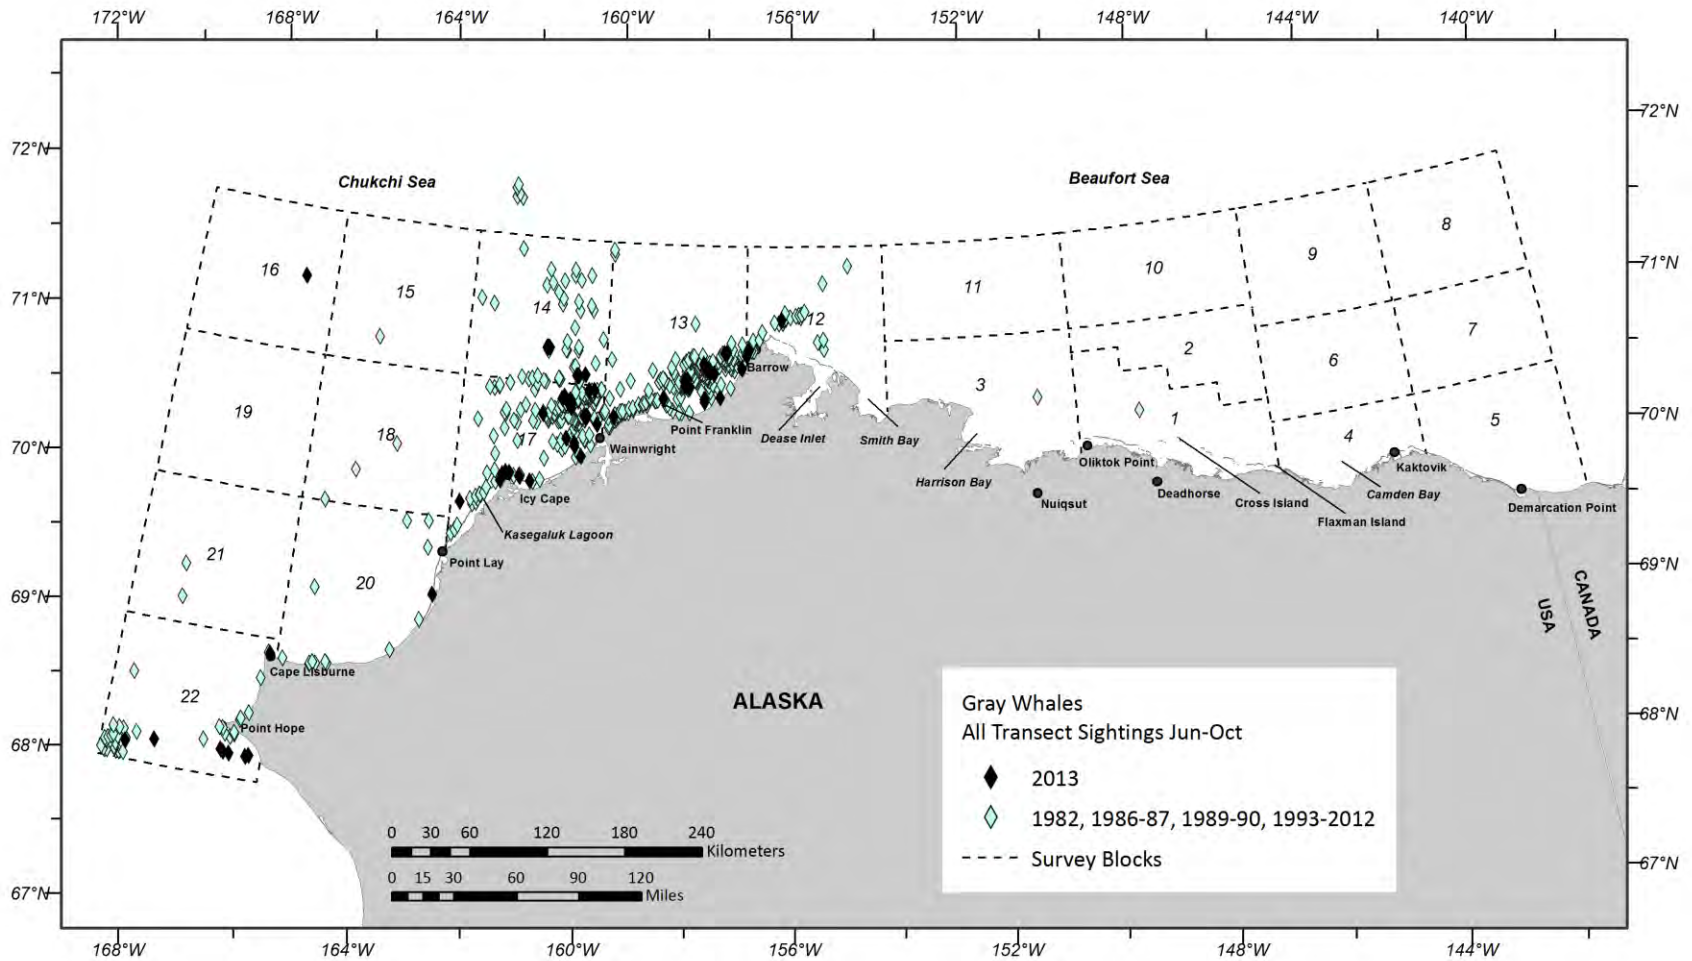 172°W 168°W 164°W 160°W 156°W 152°W 148°W 144°W 140°W
72°N
72°N
Chukchi Sea
Beaufort Sea
8
9
16
10
15
11
14
71°N
71°N
13
12
7
2
6
Barrow
3
19
70°N
1
5
18
17
Point Franklin
Dease Inlet
Smith Bay
4
70°N
Wainwright
Oliktok Point
Kaktovik
Harrison Bay
Deadhorse
Camden Bay
Icy Cape
Nuiqsut
Cross Island
Demarcation Point
Kasegaluk Lagoon
Flaxman Island
21
Point Lay
69°N
20
69°N
USA
CANADA
Cape Lisburne
22
ALASKA
Point Hope
68°N
68°N
Gray Whales
All Transect Sightings Jun-Oct
2013
1982, 1986-87, 1989-90, 1993-2012
Survey Blocks
0 30 60 120 180 240
Kilometers
0 15 30 60 90 120
Miles
67°N
67°N
168°W 164°W 160°W 156°W 152°W 148°W 144°W